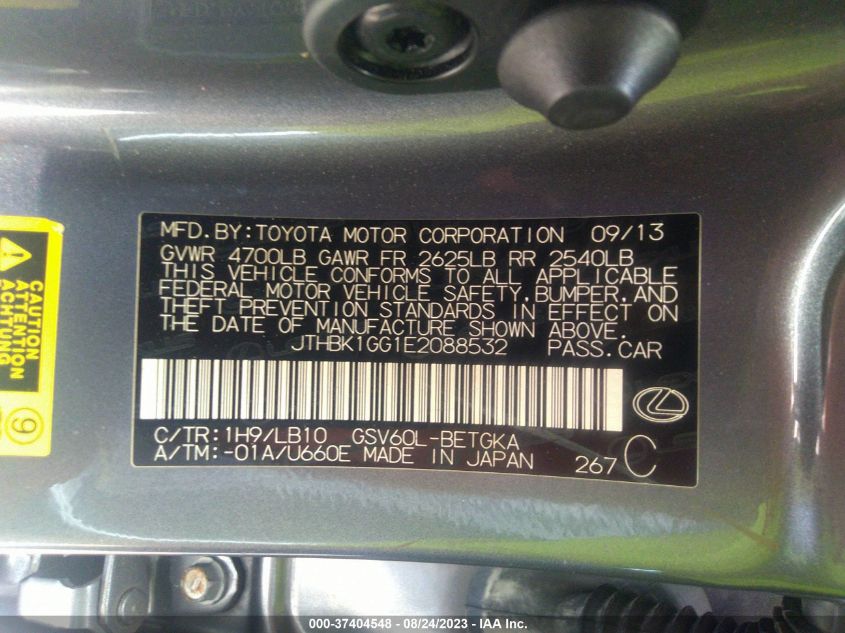 MFD.BY:TOYOTA MOTOR CORPORATION 09/13
GVWR 4700LB GAWR FR 2625LB RR 2540LB
THIS VEHICLE CONFORMS TO ALL APPLICABLE
FEDERAL MOTOR VEHICLE SAFETY,BUMPER,AND
THEFT PREVENTION STANDARDS IN EFFECT ON
THE DATE OF MANUFACTURE SHOWN ABOVE.
JTHBK1GG1E2088532 PASS.CAR
C/TR:1H9/LB10 GSV60L-BETGKA
A/TM:-01A/U660E MADE IN JAPAN 267 C
CAUTION
ATTENTION
ACHTUNG
9
000-37404548 - 08/24/2023 - IAA Inc.